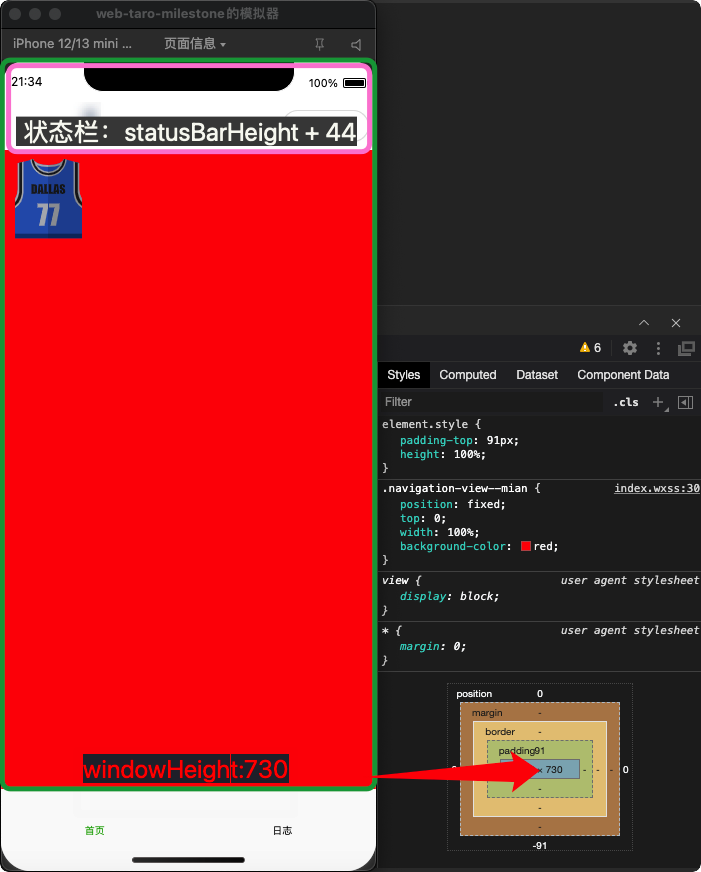 web-taro-milestone的模拟器
iPhone 12/13 mini ...
页面信息
21:34
100%
状态栏：statusBarHeight + 44
DALLAS
77
windowHeight:730
首页
日志
6
Styles
Computed
Dataset
Component Data
Filter
.cls
element.style {
padding-top: 91px;
height: 100%;
}
.navigation-view--mian {
index.wxss:30
position: fixed;
top: 0;
width: 100%;
background-color: red;
}
view {
user agent stylesheet
display: block;
}
* {
user agent stylesheet
margin: 0;
}
position
0
margin
-
border
-
padding91
× 730
- - - 0
-
-
-
-91